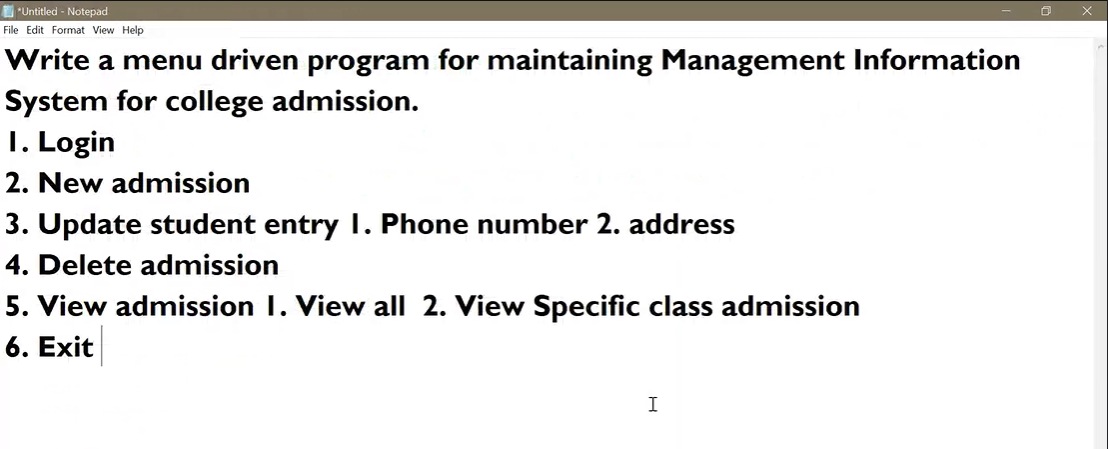 *Untitled - Notepad
File Edit Format View Help
Write a menu driven program for maintaining Management Information
System for college admission.
1. Login
2. New admission
3. Update student entry 1. Phone number 2. address
4. Delete admission
5. View admission 1. View all  2. View Specific class admission
6. Exit